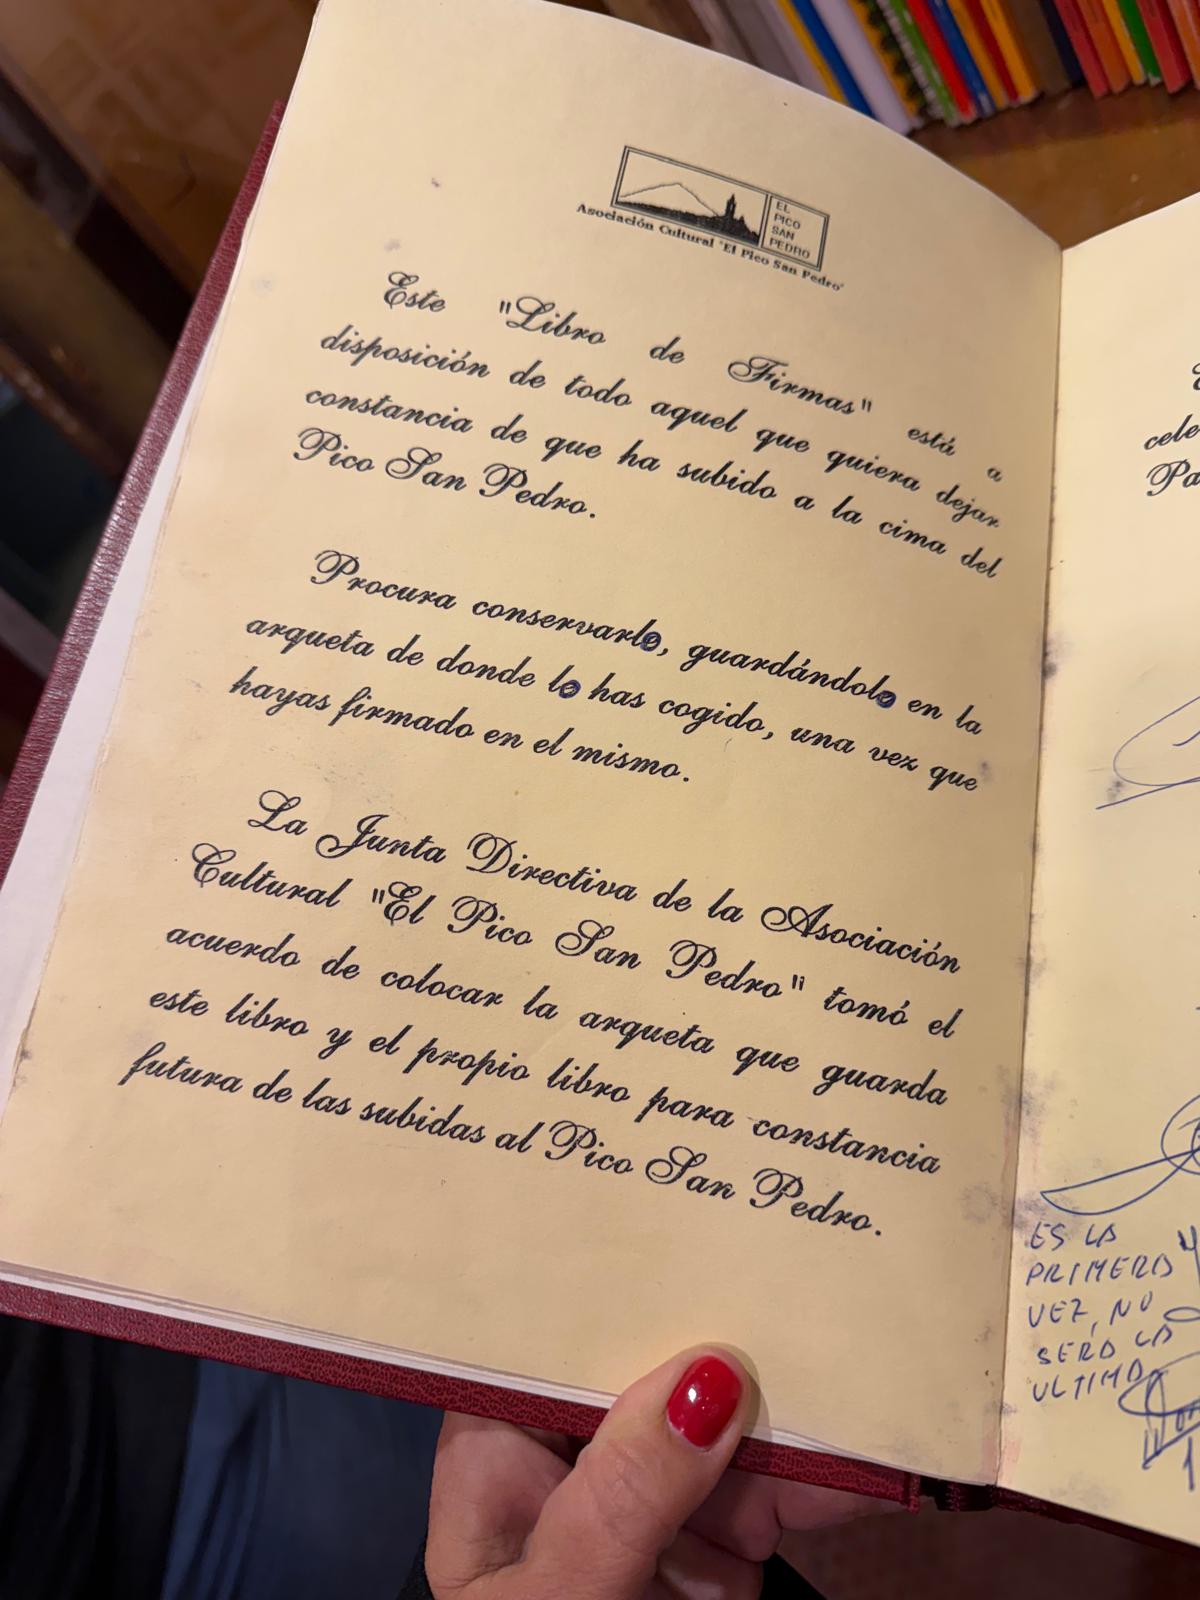 EL
PICO
SAN
PEDRO
Asociación Cultural "El Pico San Pedro"
Este "Libro de Firmas" está a
disposición de todo aquel que quiera dejar
constancia de que ha subido a la cima del
Pico San Pedro.
Procura conservarlo, guardándolo en la
arqueta de donde lo has cogido, una vez que
hayas firmado en el mismo.
La Junta Directiva de la Asociación
Cultural "El Pico San Pedro" tomó el
acuerdo de colocar la arqueta que guarda
este libro y el propio libro para constancia
futura de las subidas al Pico San Pedro.
cele
Pa
ES LA
PRIMERA
VEZ, NO
SERA LA
ULTIMA